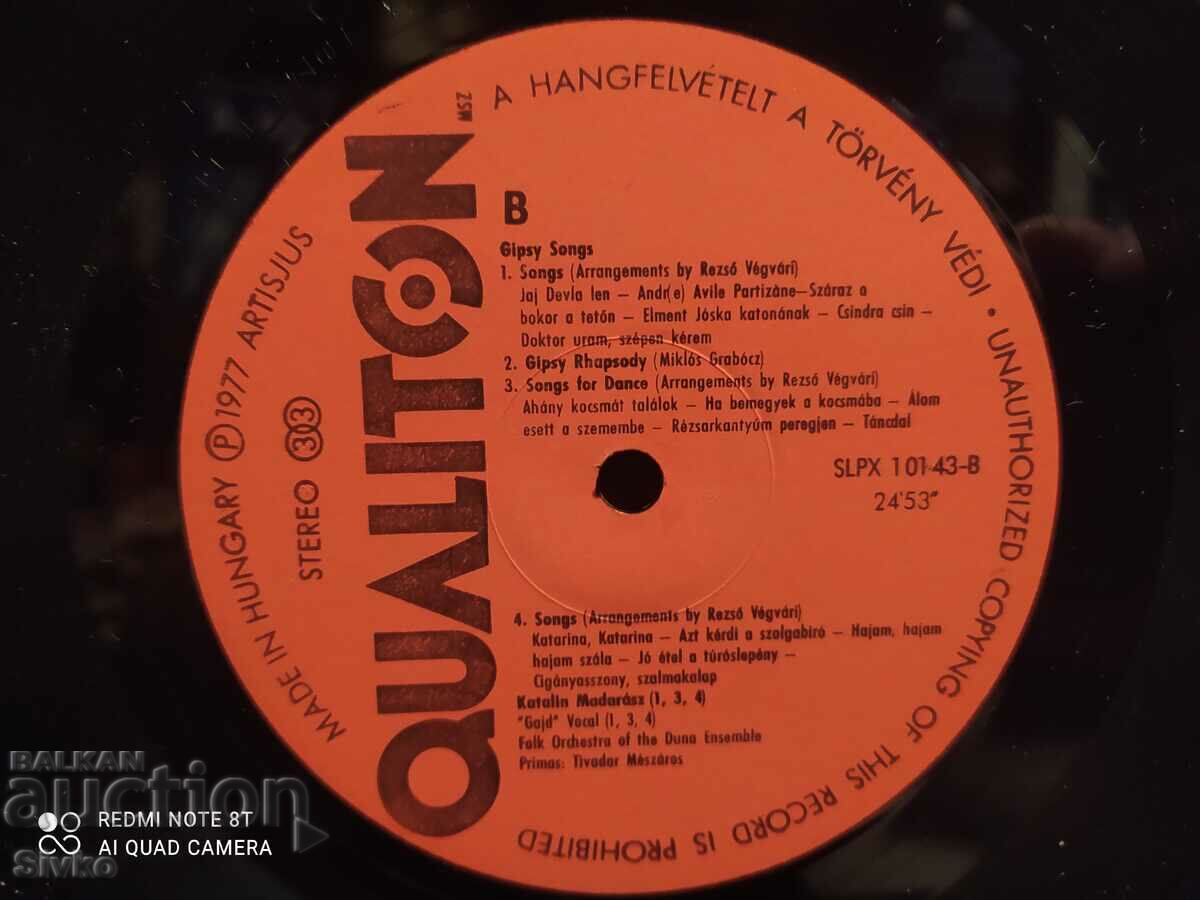 A HANGFELVÉTELT A TÖRVÉNY VÉDI • UNAUTHORIZED COPYING OF THIS RECORD IS PROHIBITED
MADE IN HUNGARY Ⓟ 1977 ARTISJUS
STEREO 33
QUALITON
MSZ
B
Gipsy Songs
1. Songs (Arrangements by Rezső Végvári)
Jaj Devla len – Andr(e) Avile Partizàne – Száraz a
bokor a tetőn – Elment Jóska katonának – Csindra csin –
Doktor uram, szépen kérem
2. Gipsy Rhapsody (Miklós Grabócz)
3. Songs for Dance (Arrangements by Rezső Végvári)
Ahány kocsmát találok – Ha bemegyek a kocsmába – Álom
esett a szemembe – Rézsarkantyúm peregjen – Táncdal
SLPX 10143-B
24'53"
4. Songs (Arrangements by Rezső Végvári)
Katarina, Katarina – Azt kérdi a szolgabíró – Hajam, hajam
hajam szála – Jó étel a túróslepény –
Cigányasszony, szalmakalap
Katalin Madarász (1, 3, 4)
"Gajd" Vocal (1, 3, 4)
Folk Orchestra of the Duna Ensemble
Primas: Tivadar Mészáros
BALKAN
auction
REDMI NOTE 8T
AI QUAD CAMERA
Sivko